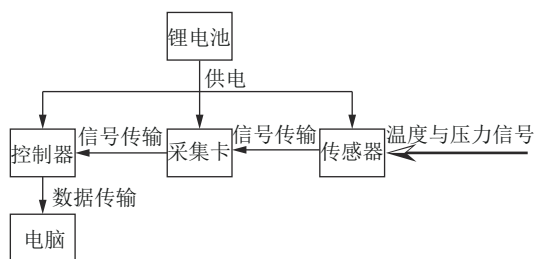 锂电池
供电
信号传输
信号传输
温度与压力信号
控制器
采集卡
传感器
数据传输
电脑